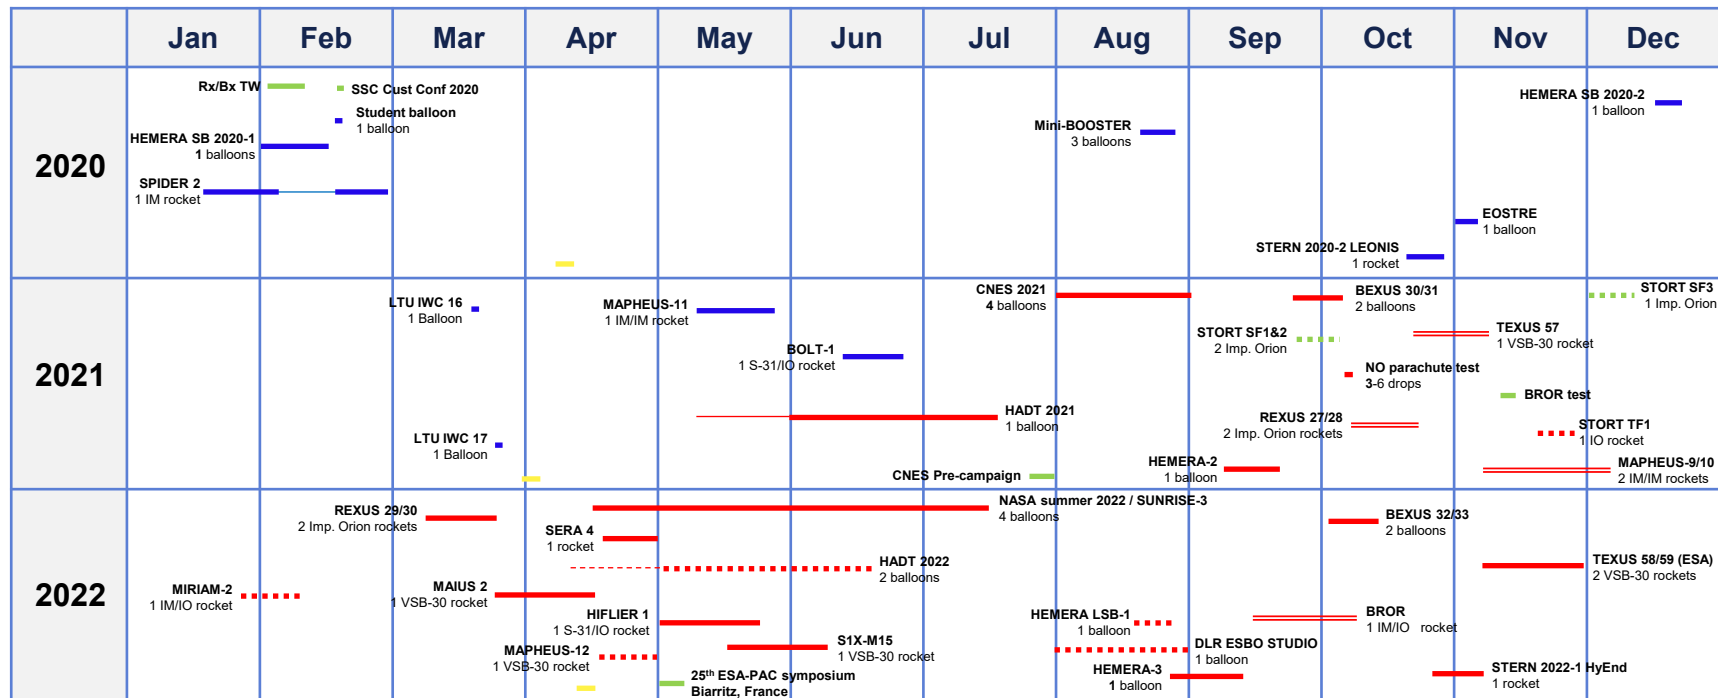 Jan Feb Mar Apr May Jun Jul Aug Sep Oct Nov Dec
2020
Rx/Bx TW
SSC Cust Conf 2020
Student balloon
1 balloon
HEMERA SB 2020-1
1 balloons
SPIDER 2
1 IM rocket
Mini-BOOSTER
3 balloons
HEMERA SB 2020-2
1 balloon
EOSTRE
1 balloon
STERN 2020-2 LEONIS
1 rocket
2021
LTU IWC 16
1 Balloon
MAPHEUS-11
1 IM/IM rocket
BOLT-1
1 S-31/IO rocket
HADT 2021
1 balloon
LTU IWC 17
1 Balloon
CNES Pre-campaign
CNES 2021
4 balloons
BEXUS 30/31
2 balloons
STORT SF3
1 Imp. Orion
STORT SF1&2
2 Imp. Orion
TEXUS 57
1 VSB-30 rocket
NO parachute test
3-6 drops
BROR test
REXUS 27/28
2 Imp. Orion rockets
STORT TF1
1 IO rocket
HEMERA-2
1 balloon
MAPHEUS-9/10
2 IM/IM rockets
2022
REXUS 29/30
2 Imp. Orion rockets
NASA summer 2022 / SUNRISE-3
4 balloons
SERA 4
1 rocket
BEXUS 32/33
2 balloons
HADT 2022
2 balloons
TEXUS 58/59 (ESA)
2 VSB-30 rockets
MIRIAM-2
1 IM/IO rocket
MAIUS 2
1 VSB-30 rocket
HIFLIER 1
1 S-31/IO rocket
HEMERA LSB-1
1 balloon
BROR
1 IM/IO rocket
S1X-M15
1 VSB-30 rocket
MAPHEUS-12
1 VSB-30 rocket
DLR ESBO STUDIO
1 balloon
25th ESA-PAC symposium
Biarritz, France
HEMERA-3
1 balloon
STERN 2022-1 HyEnd
1 rocket